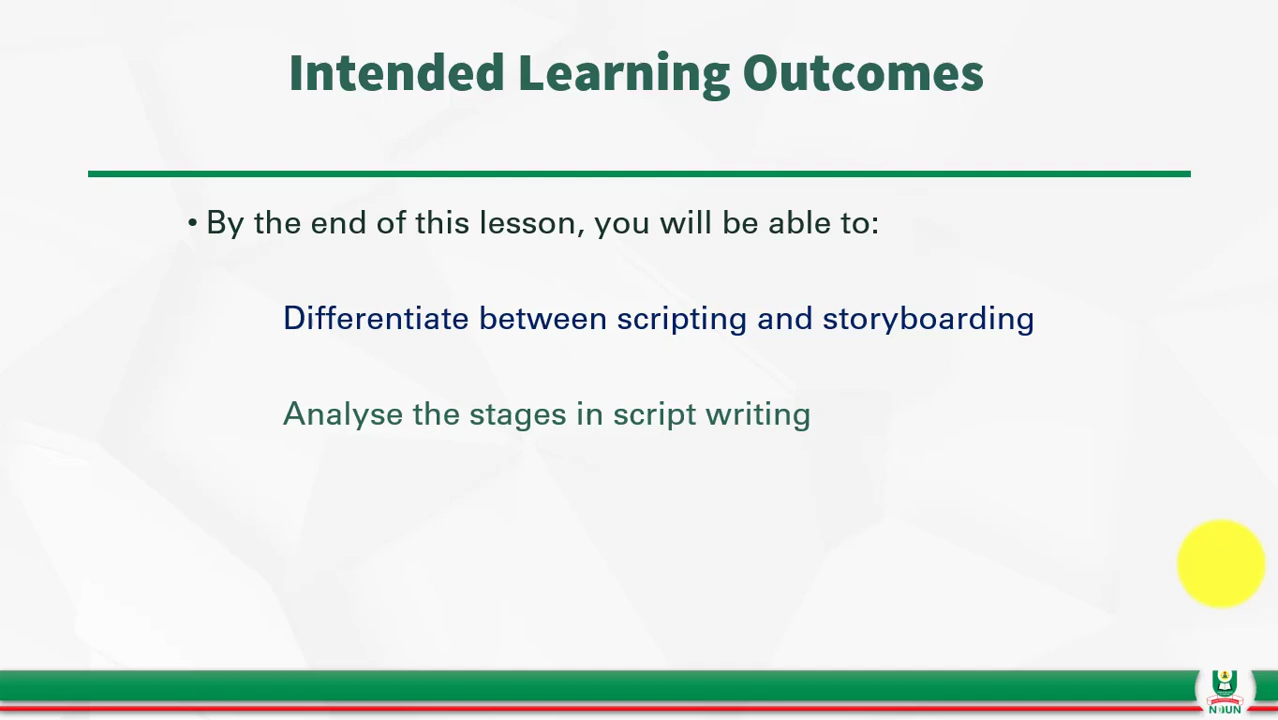 Intended Learning Outcomes
• By the end of this lesson, you will be able to:
Differentiate between scripting and storyboarding
Analyse the stages in script writing
NOUN